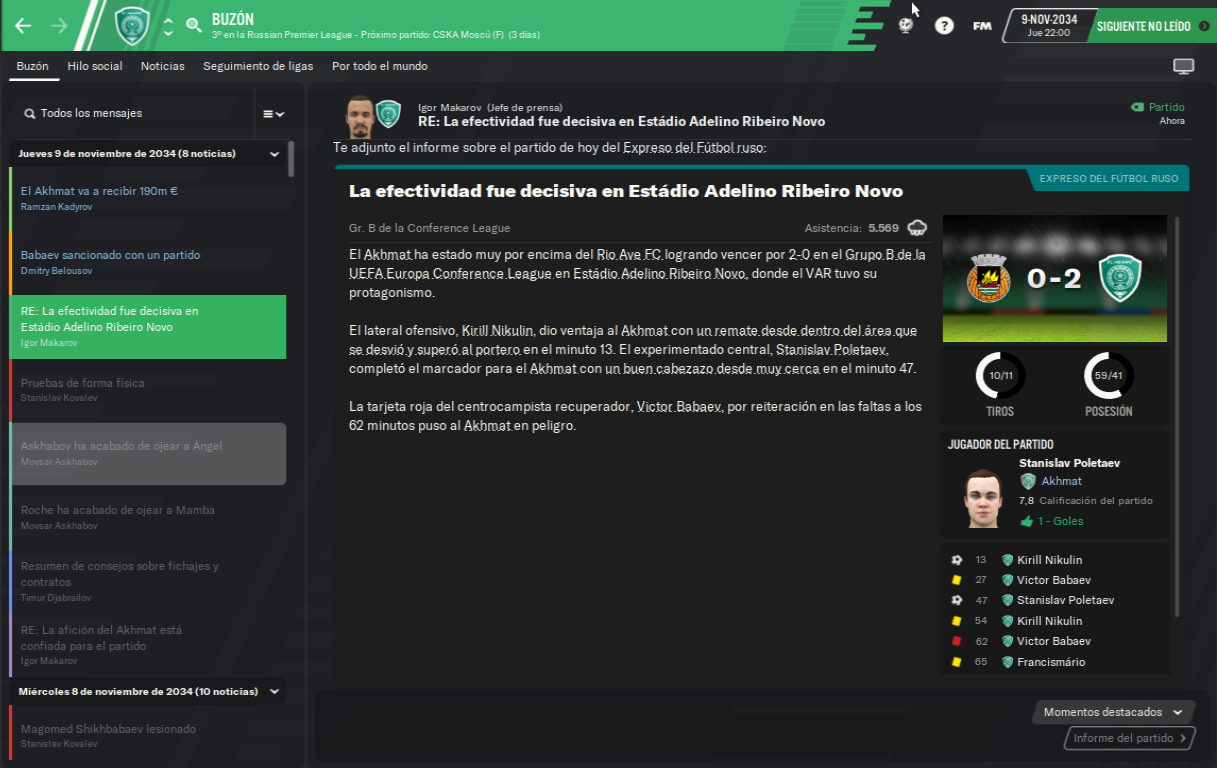 BUZÓN
3º en la Russian Premier League - Próximo partido: CSKA Moscú (F) (3 días)
?
FM
9-NOV-2034
Jue 22:00
SIGUIENTE NO LEÍDO
Buzón Hilo social Noticias Seguimiento de ligas Por todo el mundo
Todos los mensajes
Jueves 9 de noviembre de 2034 (8 noticias)
El Akhmat va a recibir 190m €
Ramzan Kadyrov
Babaev sancionado con un partido
Dmitry Belousov
RE: La efectividad fue decisiva en
Estádio Adelino Ribeiro Novo
Igor Makarov
Pruebas de forma física
Stanislav Kovalev
Askhabov ha acabado de ojear a Ángel
Movsar Askhabov
Roche ha acabado de ojear a Mamba
Movsar Askhabov
Resumen de consejos sobre fichajes y
contratos
Timur Djabrailov
RE: La afición del Akhmat está
confiada para el partido
Igor Makarov
Miércoles 8 de noviembre de 2034 (10 noticias)
Magomed Shikhbabaev lesionado
Stanislav Kovalev
Igor Makarov (Jefe de prensa)
RE: La efectividad fue decisiva en Estádio Adelino Ribeiro Novo
Partido
Ahora
Te adjunto el informe sobre el partido de hoy del Expreso del Fútbol ruso:
EXPRESO DEL FÚTBOL RUSO
La efectividad fue decisiva en Estádio Adelino Ribeiro Novo
Gr. B de la Conference League
Asistencia: 5.569
El Akhmat ha estado muy por encima del Rio Ave FC logrando vencer por 2-0 en el Grupo B de la
UEFA Europa Conference League en Estádio Adelino Ribeiro Novo, donde el VAR tuvo su
protagonismo.
El lateral ofensivo, Kirill Nikulin, dio ventaja al Akhmat con un remate desde dentro del área que
se desvió y superó al portero en el minuto 13. El experimentado central, Stanislav Poletaev,
completó el marcador para el Akhmat con un buen cabezazo desde muy cerca en el minuto 47.
La tarjeta roja del centrocampista recuperador, Victor Babaev, por reiteración en las faltas a los
62 minutos puso al Akhmat en peligro.
0-2
10/11
TIROS
59/41
POSESIÓN
JUGADOR DEL PARTIDO
Stanislav Poletaev
Akhmat
7,8 Calificación del partido
1 - Goles
13 Kirill Nikulin
27 Victor Babaev
47 Stanislav Poletaev
54 Kirill Nikulin
62 Victor Babaev
65 Francismário
Momentos destacados
Informe del partido